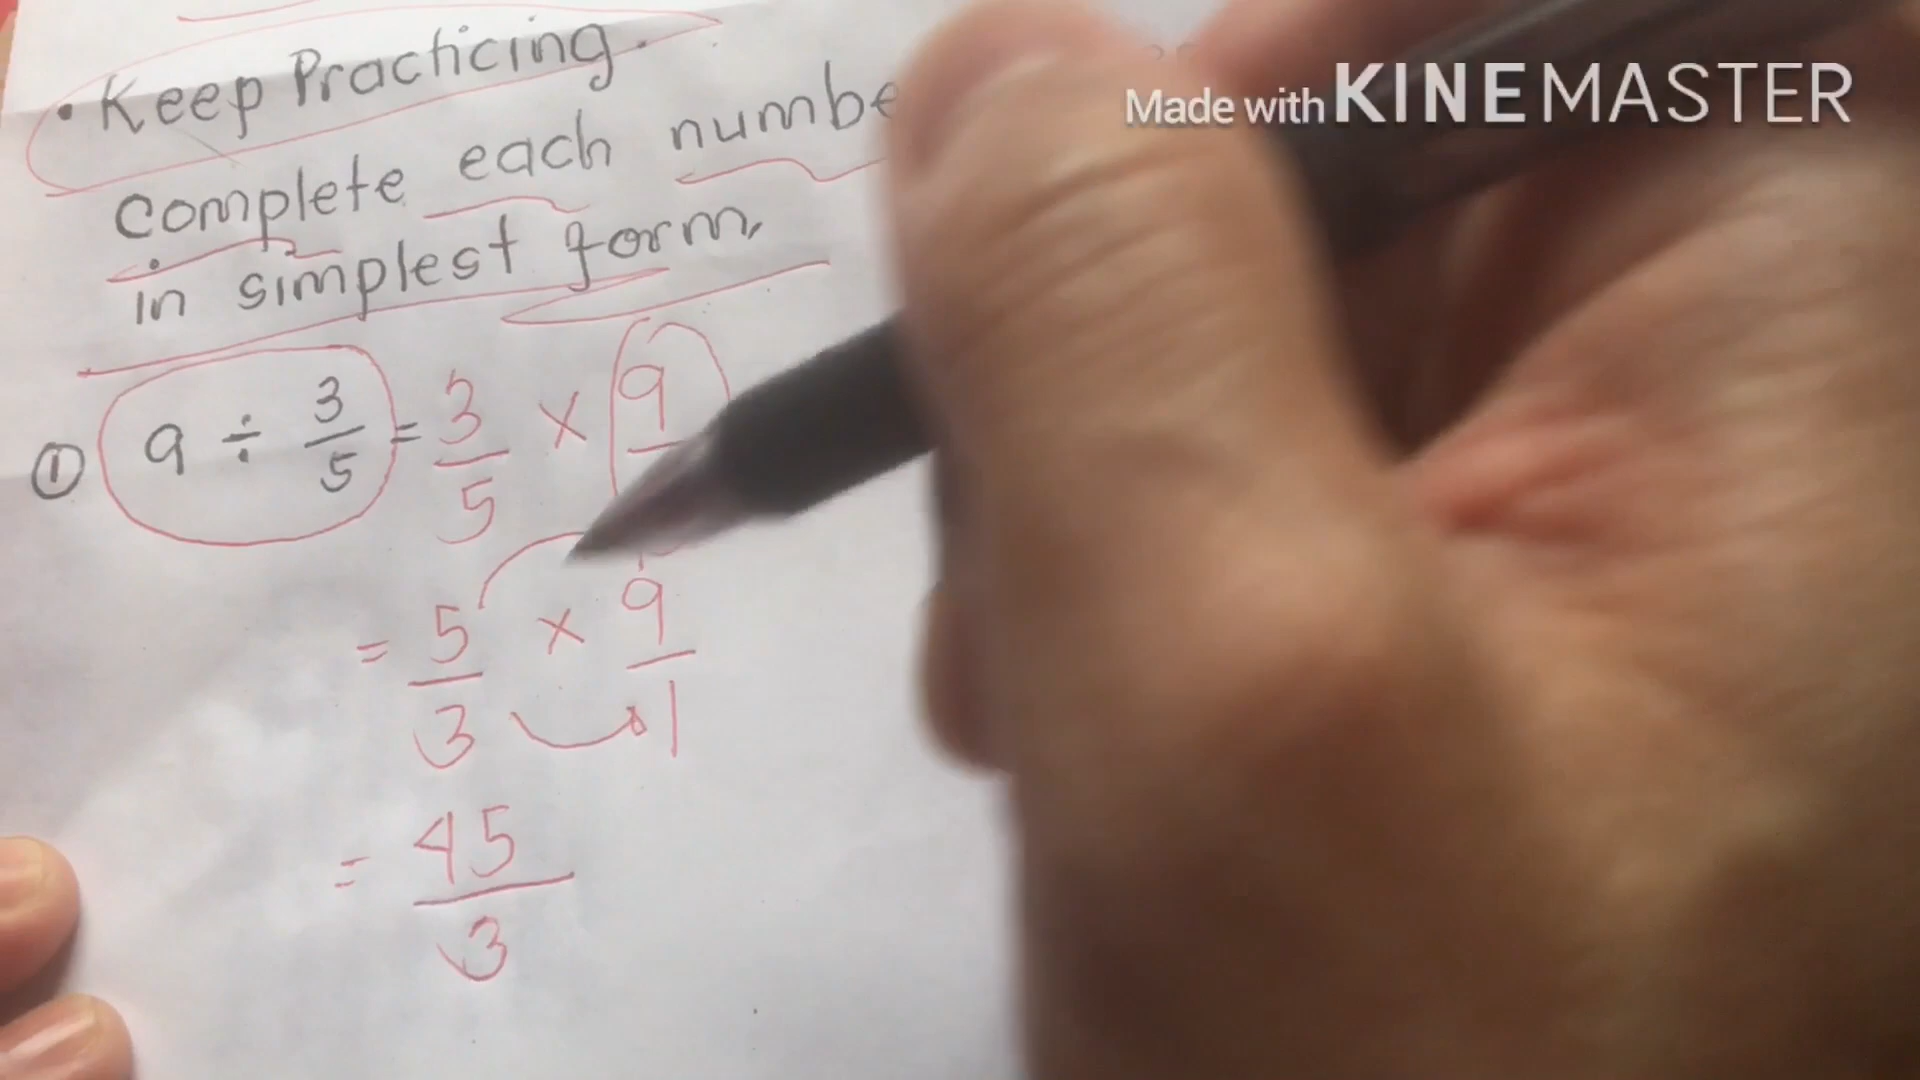 Made with KINEMASTER
• Keep Practicing.
Complete each numbe
in simplest form.
① 9 ÷ 3/5 = 3/5 × 9/
= 5/3 × 9/1
= 45/3